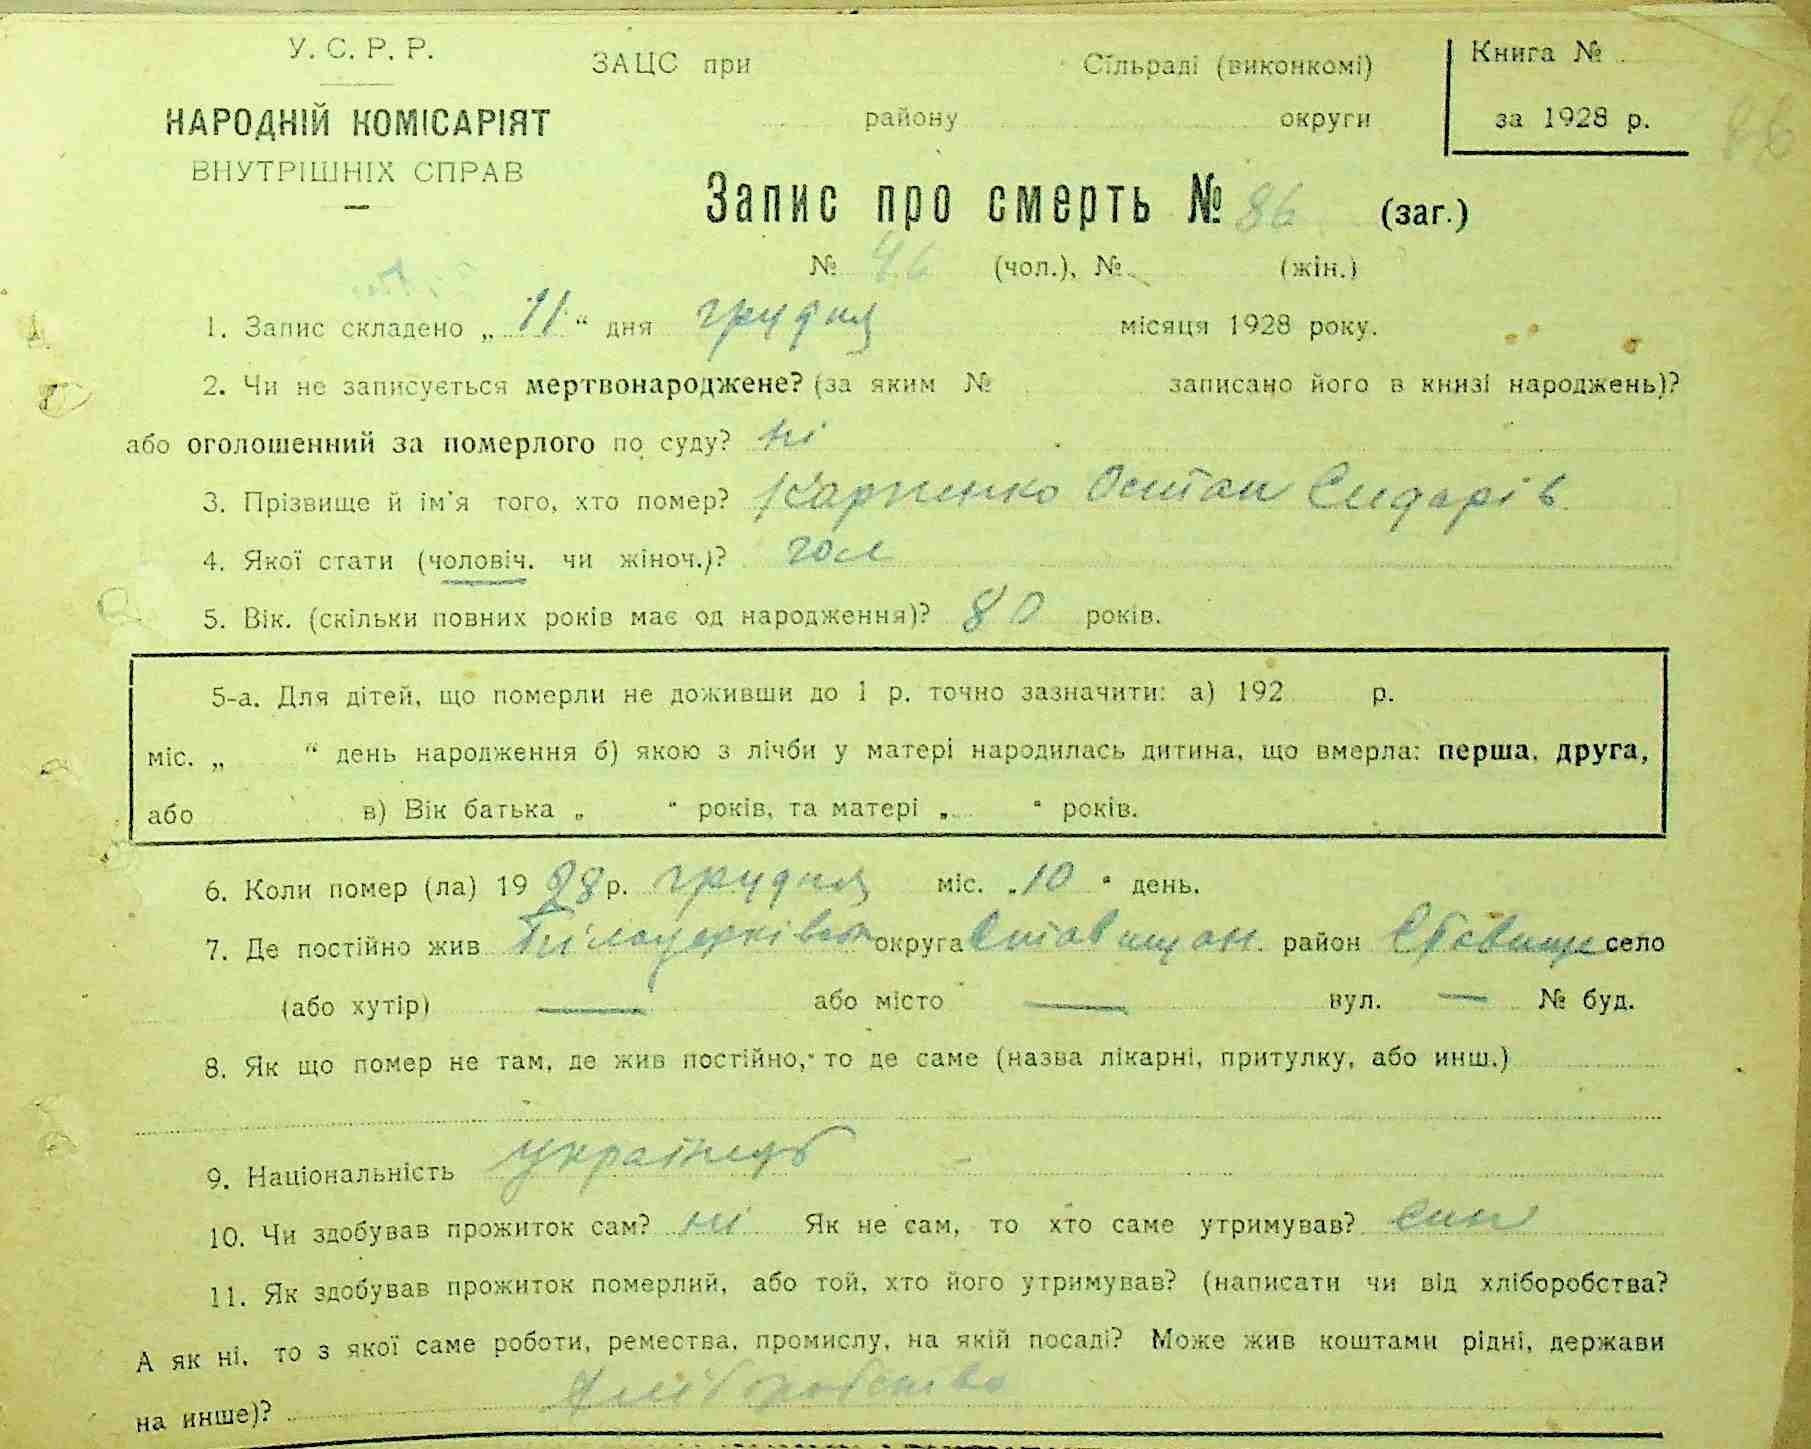 У. С. Р. Р.
НАРОДНІЙ КОМІСАРІЯТ
ВНУТРІШНІХ СПРАВ
ЗАЦС при Сільраді (виконкомі)
району округи
Книга №
за 1928 р.
86
Запис про смерть № 86 (заг.)
№ 46 (чол.), № (жін.)
1. Запис складено „ 11 “ дня грудня місяця 1928 року.
2. Чи не записується мертвонароджене? (за яким № записано його в книзі народжень)?
або оголошенний за померлого по суду? ні
3. Прізвище й ім'я того, хто помер? Карпенко Остап Сидорів
4. Якої стати (чоловіч. чи жіноч.)? чол
5. Вік. (скільки повних років має од народження)? 80 років.
5-а. Для дітей, що померли не доживши до 1 р. точно зазначити: а) 192 р.
міс. „ “ день народження б) якою з лічби у матері народилась дитина, що вмерла: перша, друга,
або в) Вік батька „ “ років, та матері „ “ років.
6. Коли помер (ла) 19 28 р. грудня міс. „ 10 “ день.
7. Де постійно жив Білоцерківськ округа Ставищан. район Ставище село
(або хутір) — або місто — вул. — № буд.
8. Як що помер не там, де жив постійно, то де саме (назва лікарні, притулку, або инш.)
9. Національність українець
10. Чи здобував прожиток сам? ні Як не сам, то хто саме утримував? син
11. Як здобував прожиток померлий, або той, хто його утримував? (написати чи від хліборобства?
А як ні, то з якої саме роботи, ремества, промислу, на якій посаді? Може жив коштами рідні, держави
на инше)? Хліборобство